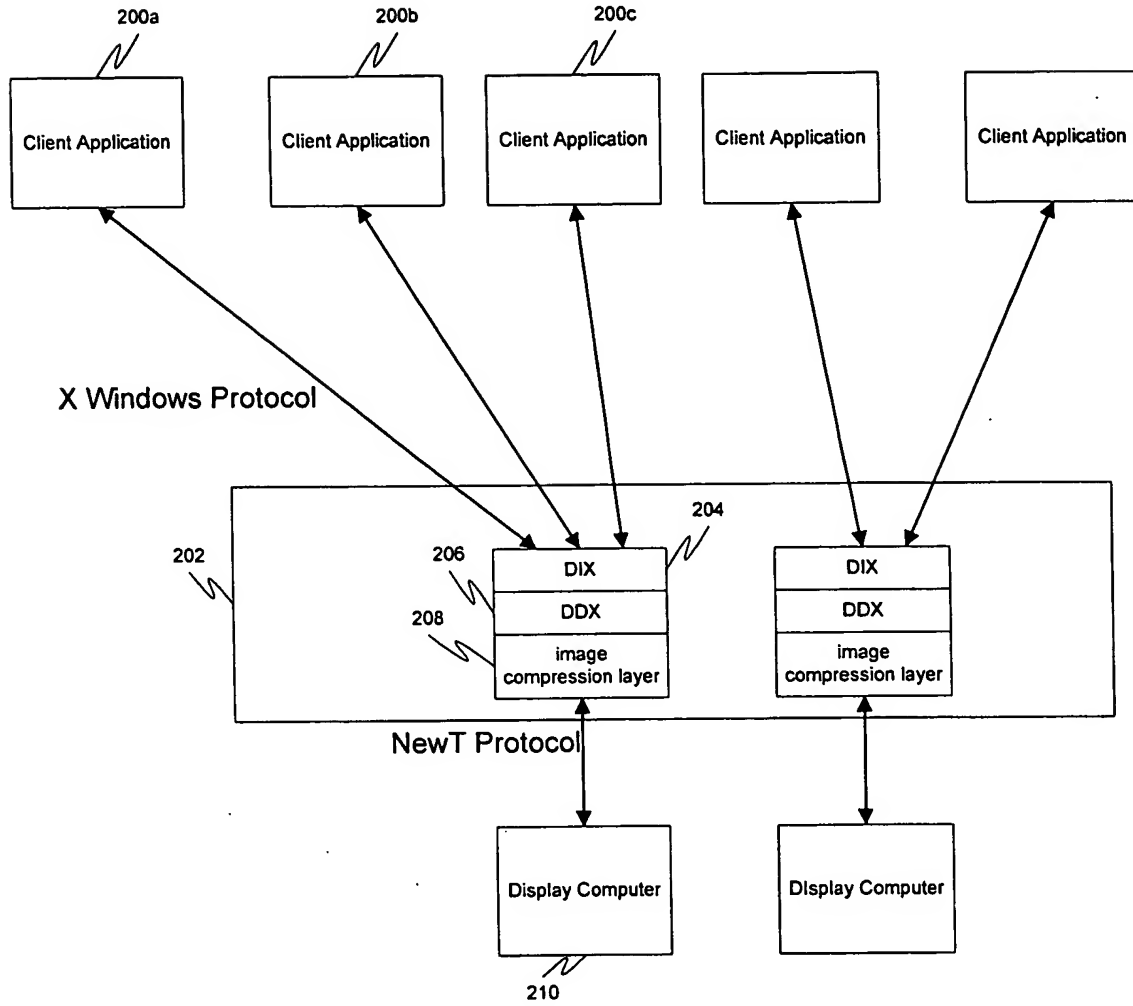 200a
200b
200c
Client Application
Client Application
Client Application
Client Application
Client Application
X Windows Protocol
202
206
204
208
DIX
DDX
image
compression layer
DIX
DDX
image
compression layer
NewT Protocol
Display Computer
DIsplay Computer
210